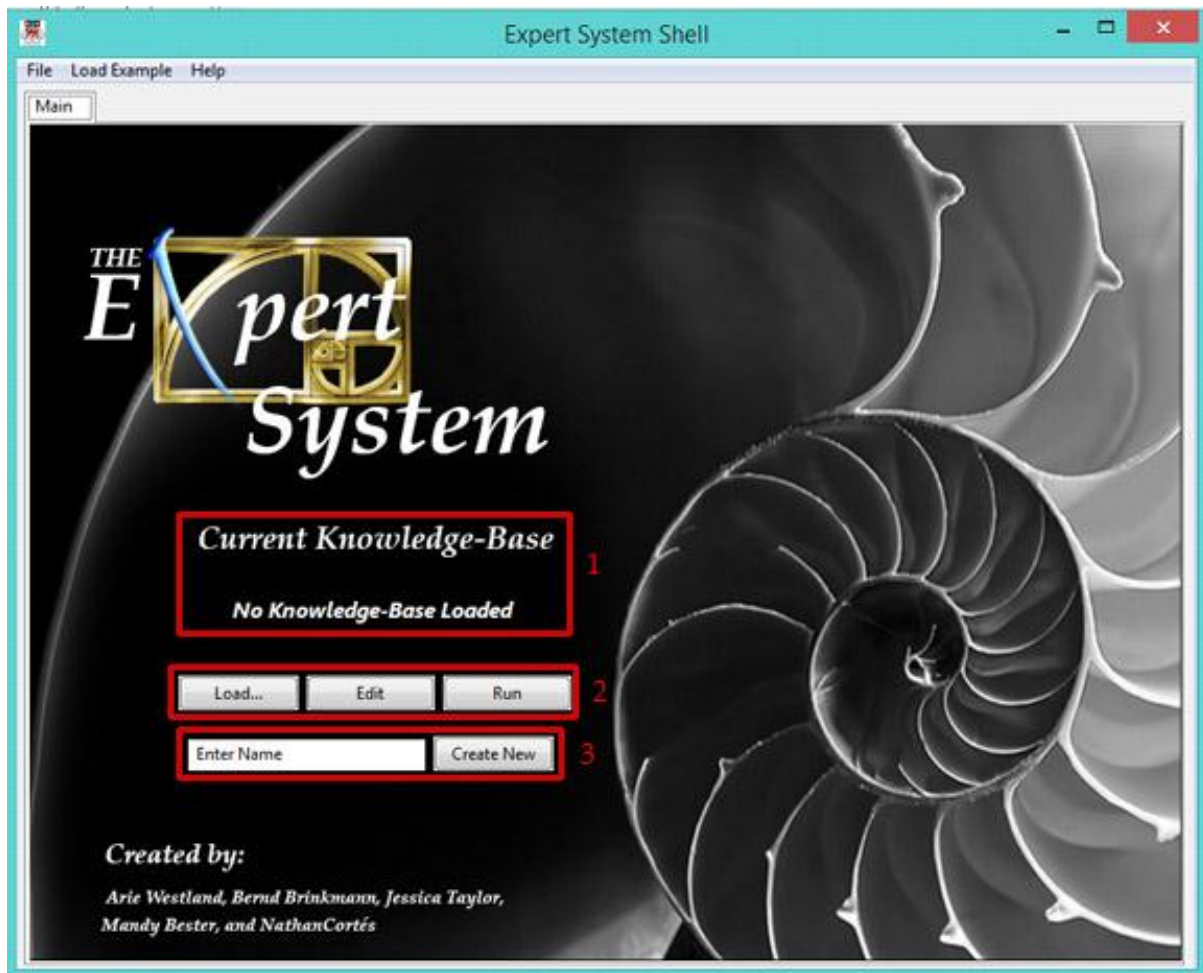 Expert System Shell
File Load Example Help
Main
THE
Expert
System
Current Knowledge-Base
1
No Knowledge-Base Loaded
Load... Edit Run 2
Enter Name Create New 3
Created by:
Arie Westland, Bernd Brinkmann, Jessica Taylor,
Mandy Bester, and NathanCortés